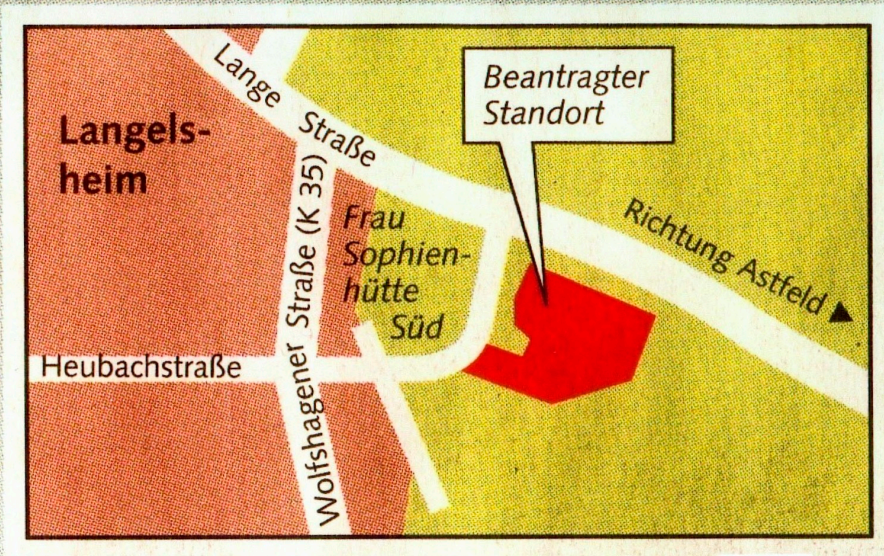 Lange Straße
Beantragter
Standort
Langels-
heim
Wolfshagener Straße (K 35)
Frau
Sophien-
hütte
Süd
Richtung Astfeld ▲
Heubachstraße